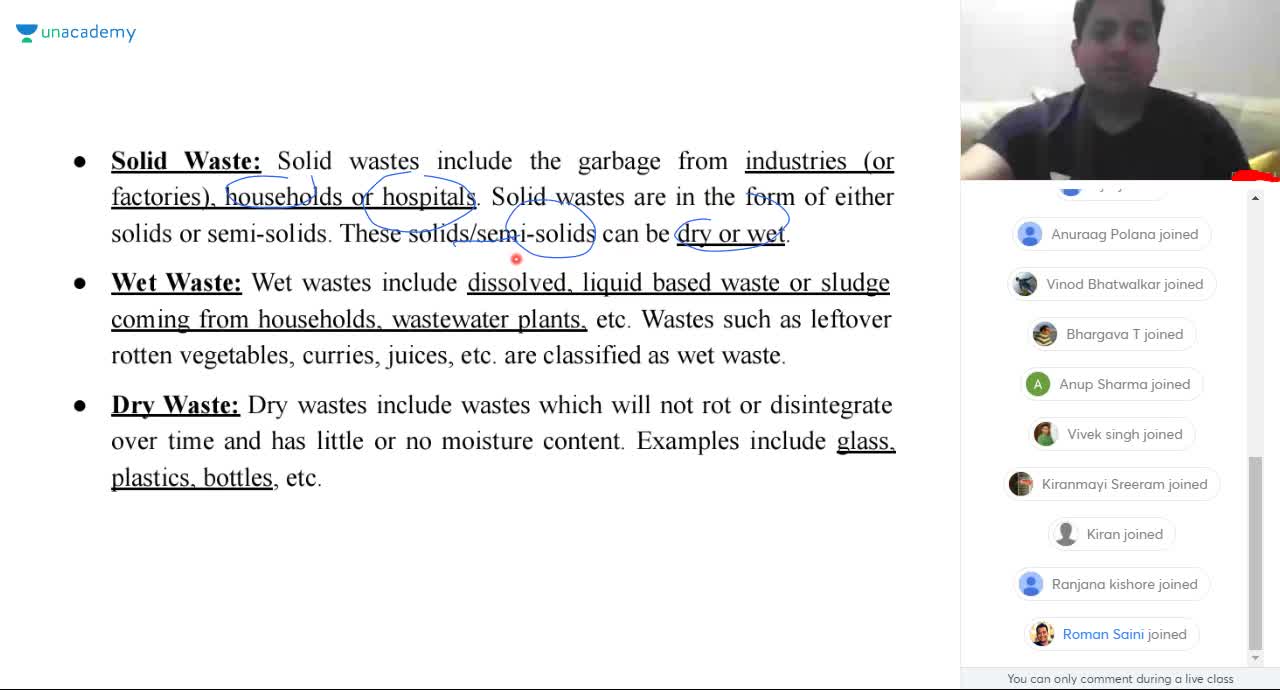 unacademy
● Solid Waste: Solid wastes include the garbage from industries (or
factories), households or hospitals. Solid wastes are in the form of either
solids or semi-solids. These solids/semi-solids can be dry or wet.
● Wet Waste: Wet wastes include dissolved, liquid based waste or sludge
coming from households, wastewater plants, etc. Wastes such as leftover
rotten vegetables, curries, juices, etc. are classified as wet waste.
● Dry Waste: Dry wastes include wastes which will not rot or disintegrate
over time and has little or no moisture content. Examples include glass,
plastics, bottles, etc.
Anuraag Polana joined
Vinod Bhatwalkar joined
Bhargava T joined
A Anup Sharma joined
Vivek singh joined
Kiranmayi Sreeram joined
Kiran joined
Ranjana kishore joined
Roman Saini joined
You can only comment during a live class